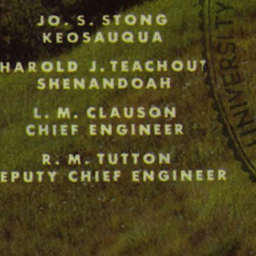 JO. S. STONG
KEOSAUQUA
HAROLD J. TEACHOUT
SHENANDOAH
L. M. CLAUSON
CHIEF ENGINEER
R. M. TUTTON
EPUTY CHIEF ENGINEER
UNIVERSITY